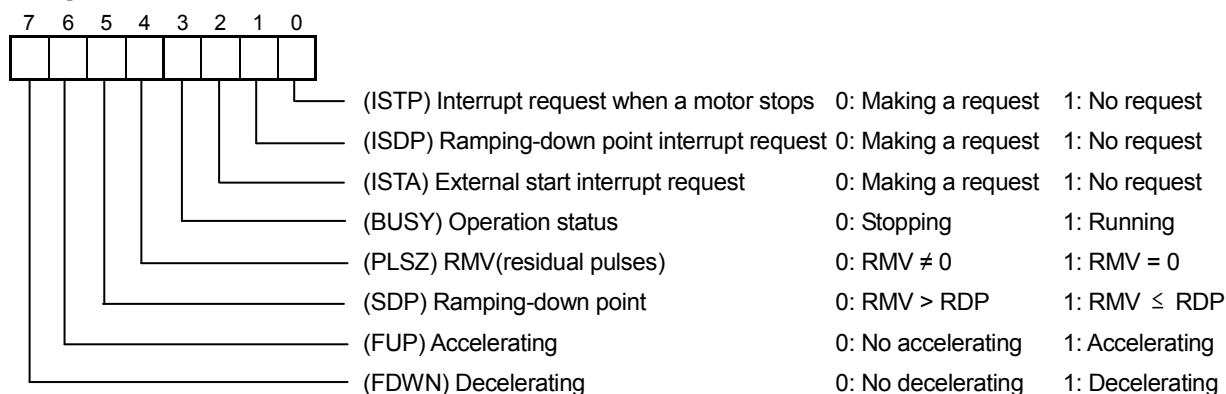 7 6 5 4 3 2 1 0
(ISTP) Interrupt request when a motor stops 0: Making a request 1: No request
(ISDP) Ramping-down point interrupt request 0: Making a request 1: No request
(ISTA) External start interrupt request 0: Making a request 1: No request
(BUSY) Operation status 0: Stopping 1: Running
(PLSZ) RMV(residual pulses) 0: RMV ≠ 0 1: RMV = 0
(SDP) Ramping-down point 0: RMV > RDP 1: RMV ≤ RDP
(FUP) Accelerating 0: No accelerating 1: Accelerating
(FDWN) Decelerating 0: No decelerating 1: Decelerating